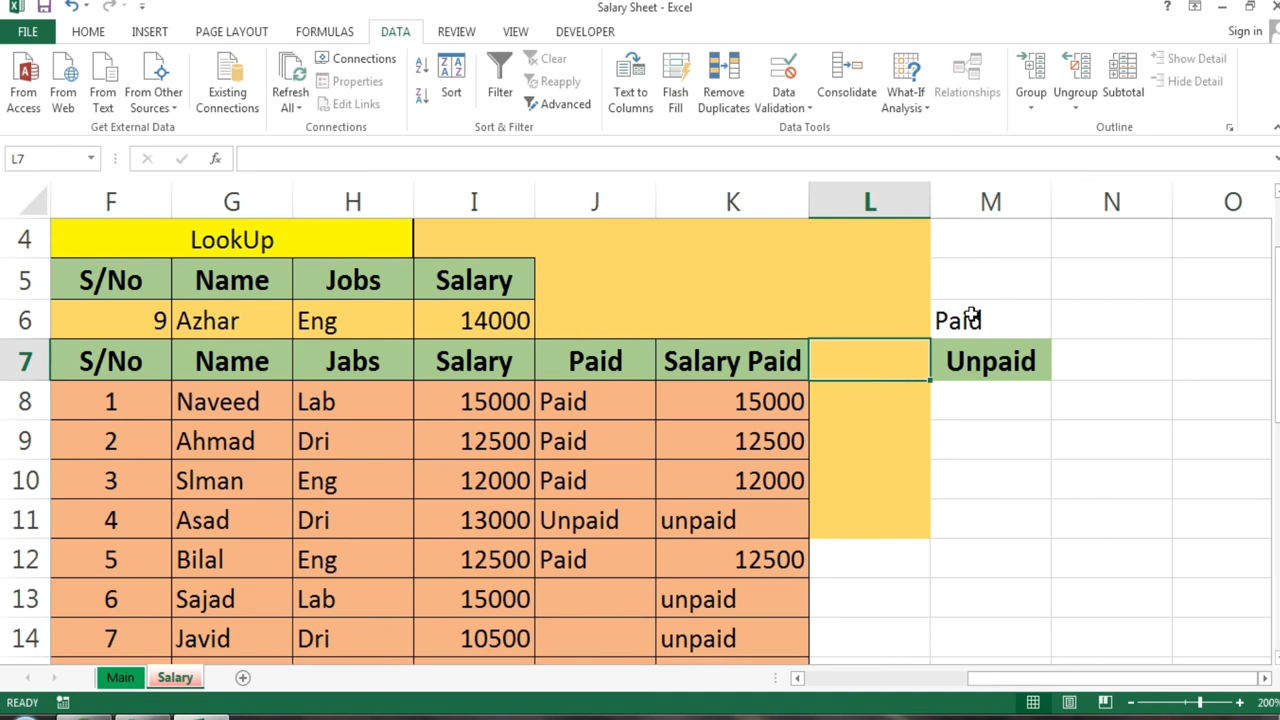 Salary Sheet - Excel
?
FILE HOME INSERT PAGE LAYOUT FORMULAS DATA REVIEW VIEW DEVELOPER Sign in
From Access
From Web
From Text
From Other Sources
Existing Connections
Refresh All
Connections
Properties
Edit Links
Sort
Filter
Clear
Reapply
Advanced
Text to Columns
Flash Fill
Remove Duplicates
Data Validation
Consolidate
What-If Analysis
Relationships
Group
Ungroup
Subtotal
Show Detail
Hide Detail
Get External Data Connections Sort & Filter Data Tools Outline
L7 fx
F G H I J K L M N O
4 LookUp
5 S/No Name Jobs Salary
6 9 Azhar Eng 14000 Paid
7 S/No Name Jabs Salary Paid Salary Paid Unpaid
8 1 Naveed Lab 15000 Paid 15000
9 2 Ahmad Dri 12500 Paid 12500
10 3 Slman Eng 12000 Paid 12000
11 4 Asad Dri 13000 Unpaid unpaid
12 5 Bilal Eng 12500 Paid 12500
13 6 Sajad Lab 15000 unpaid
14 7 Javid Dri 10500 unpaid
Main Salary
READY 200%